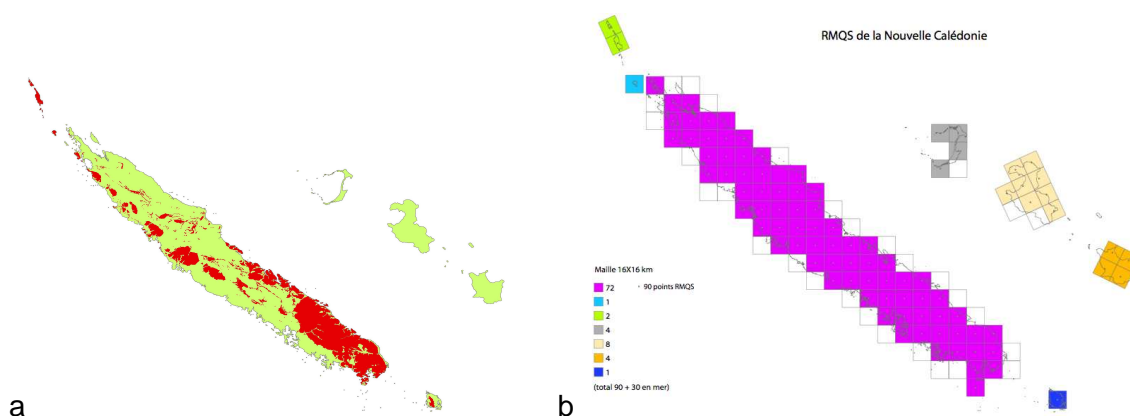 RMQS de la Nouvelle Calédonie
Maille 16X16 km
72
90 points RMQS
1
2
4
8
4
1
(total 90 + 30 en mer)
a
b